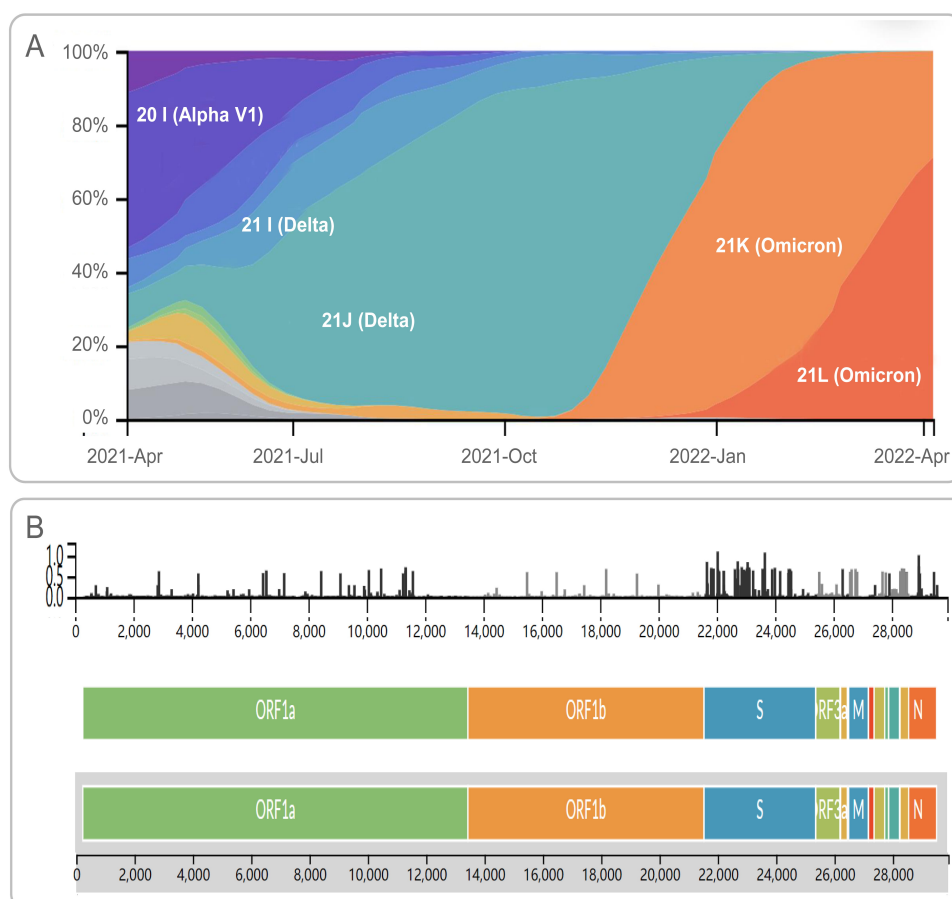 A
100%
20 I (Alpha V1)
80%
60%
21 I (Delta)
21K (Omicron)
40%
21J (Delta)
20%
21L (Omicron)
0%
2021-Apr 2021-Jul 2021-Oct 2022-Jan 2022-Apr
B
1.0
0.5
0.0
0 2,000 4,000 6,000 8,000 10,000 12,000 14,000 16,000 18,000 20,000 22,000 24,000 26,000 28,000
ORF1a ORF1b S ORF3a M N
ORF1a ORF1b S ORF3a M N
0 2,000 4,000 6,000 8,000 10,000 12,000 14,000 16,000 18,000 20,000 22,000 24,000 26,000 28,000